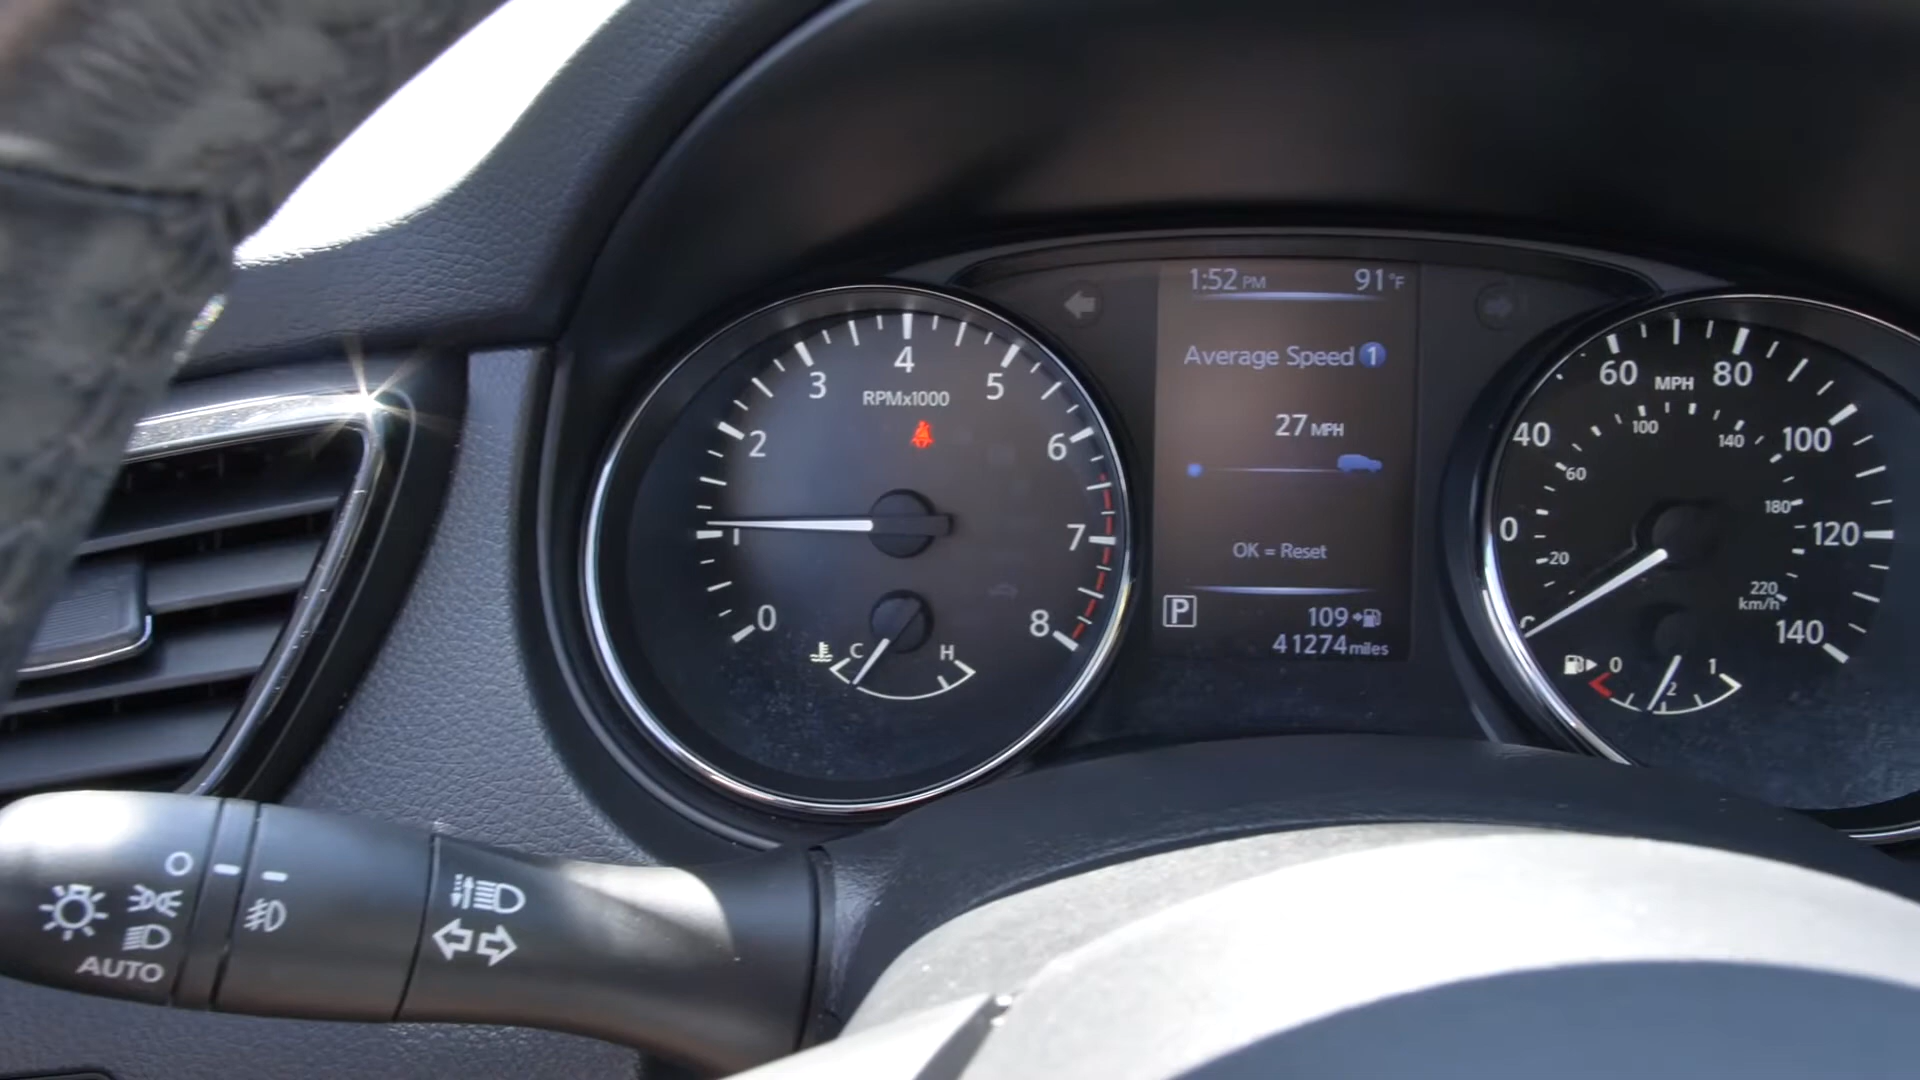 1:52 PM 91°F
Average Speed 1
27 MPH
OK = Reset
P 109
41274 miles
0 1 2 3 4 5 6 7 8
RPMx1000
C H
0 40 60 80 100 120 140
MPH
20 60 100 140 180 220
km/h
0 1
2
AUTO